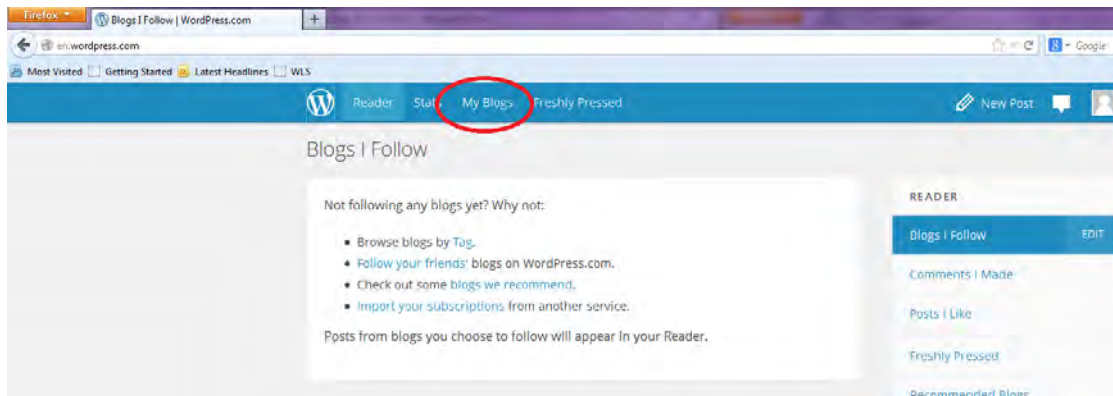 Firefox
Blogs I Follow | WordPress.com
+
en.wordpress.com
Google
Most Visited Getting Started Latest Headlines WLS
Reader Stats My Blogs Freshly Pressed New Post
Blogs I Follow
Not following any blogs yet? Why not:
Browse blogs by Tag.
Follow your friends' blogs on WordPress.com.
Check out some blogs we recommend.
Import your subscriptions from another service.
Posts from blogs you choose to follow will appear in your Reader.
READER
Blogs I Follow EDIT
Comments I Made
Posts I Like
Freshly Pressed
Recommended Blogs